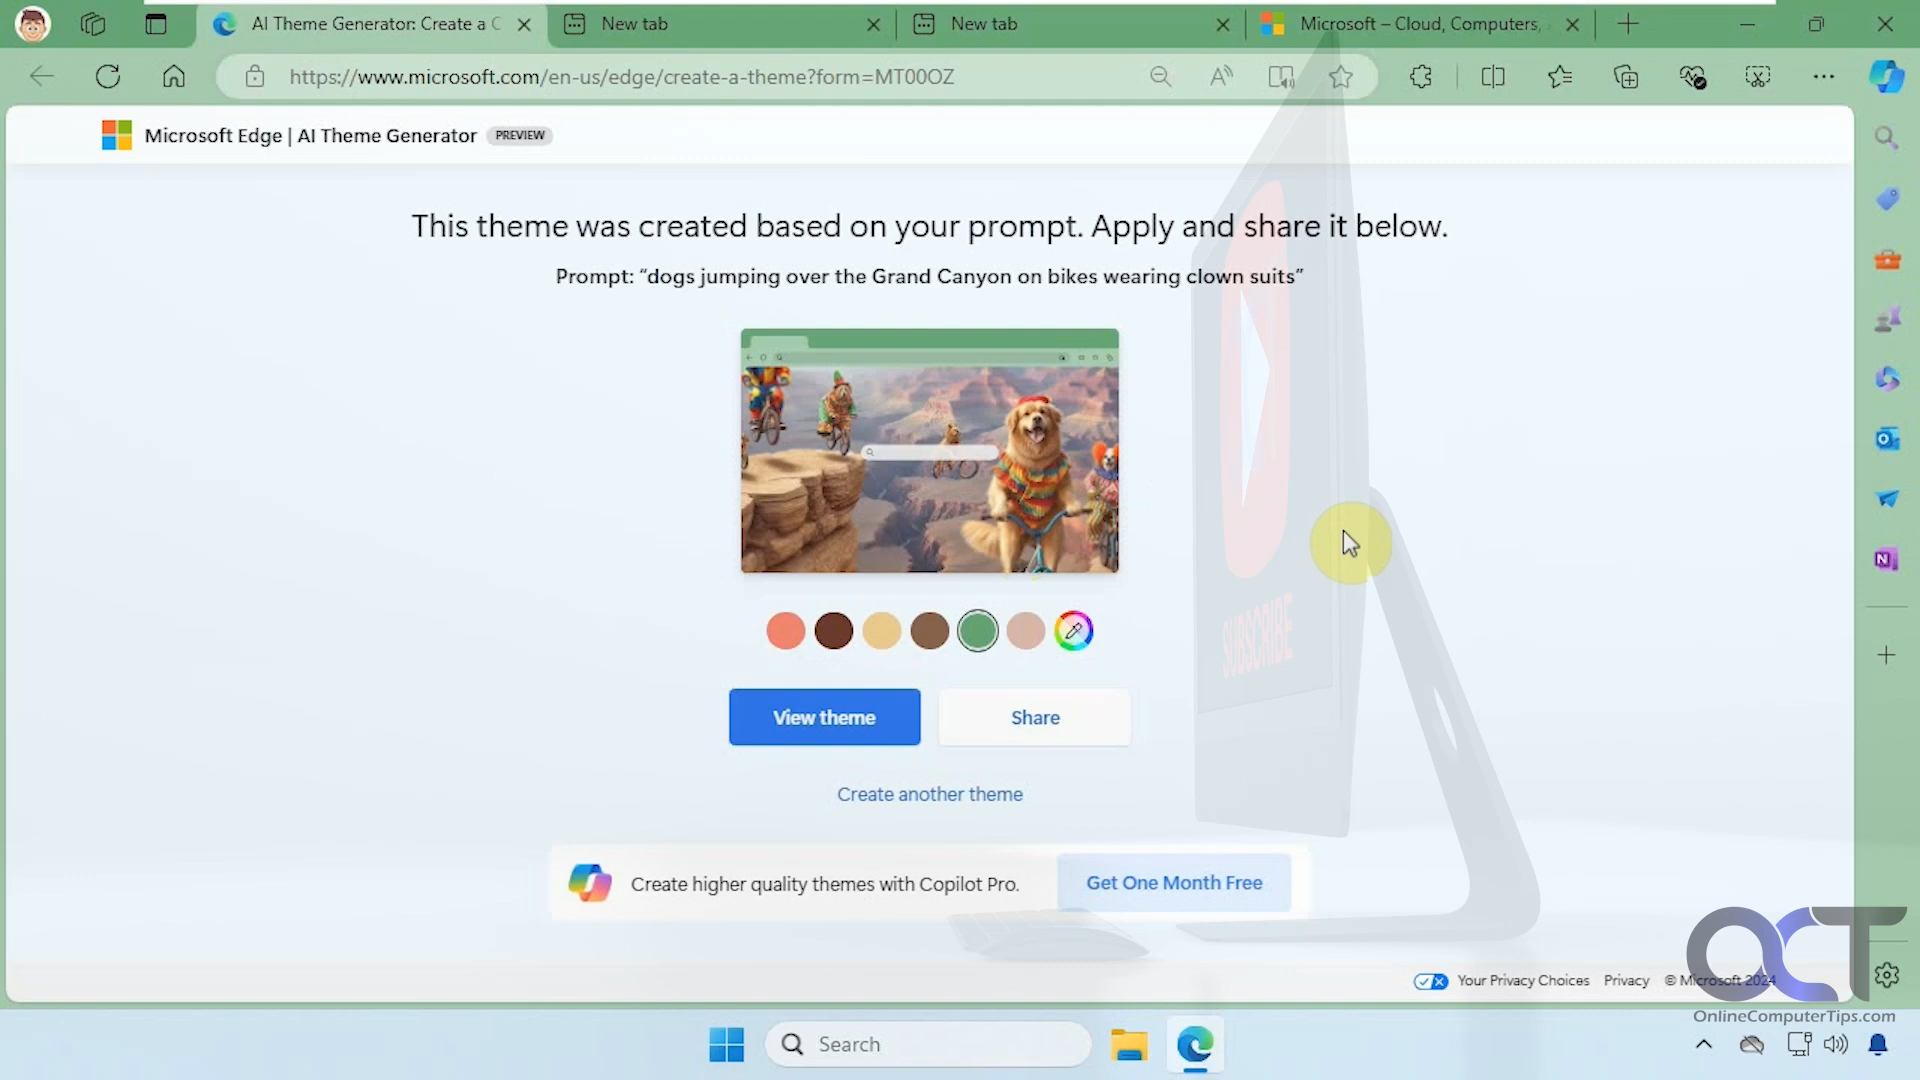 AI Theme Generator: Create a C
New tab
New tab
Microsoft – Cloud, Computers,
https://www.microsoft.com/en-us/edge/create-a-theme?form=MT00OZ
Microsoft Edge | AI Theme Generator PREVIEW
This theme was created based on your prompt. Apply and share it below.
Prompt: “dogs jumping over the Grand Canyon on bikes wearing clown suits”
SUBSCRIBE
View theme
Share
Create another theme
Create higher quality themes with Copilot Pro.
Get One Month Free
Your Privacy Choices
Privacy
© Microsoft 2024
OCT
OnlineComputerTips.com
Search